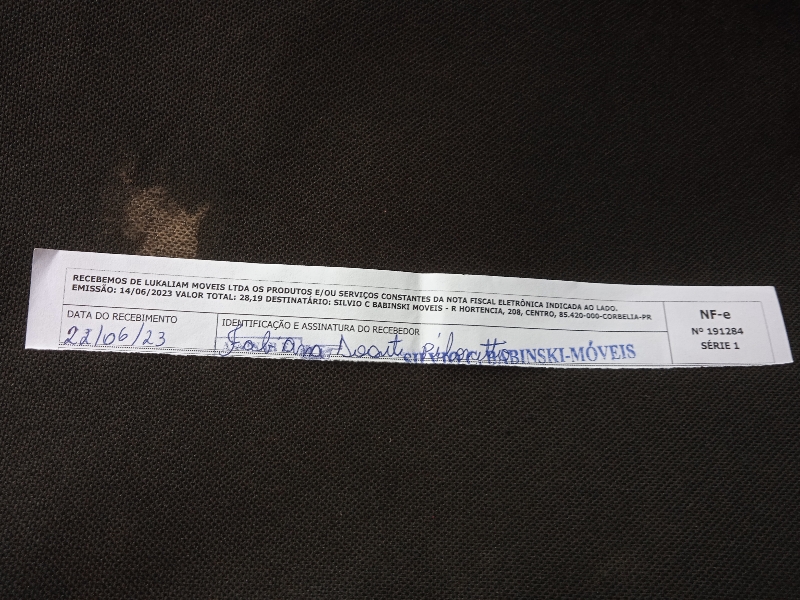 RECEBEMOS DE LUKALIAM MOVEIS LTDA OS PRODUTOS E/OU SERVIÇOS CONSTANTES DA NOTA FISCAL ELETRÔNICA INDICADA AO LADO.
EMISSÃO: 14/06/2023 VALOR TOTAL: 28,19 DESTINATÁRIO: SILVIO C BABINSKI MOVEIS - R HORTENCIA, 208, CENTRO, 85.420-000-CORBELIA-PR
DATA DO RECEBIMENTO
22/06/23
IDENTIFICAÇÃO E ASSINATURA DO RECEBEDOR
Fabiano
BABINSKI-MÓVEIS
NF-e
Nº 191284
SÉRIE 1